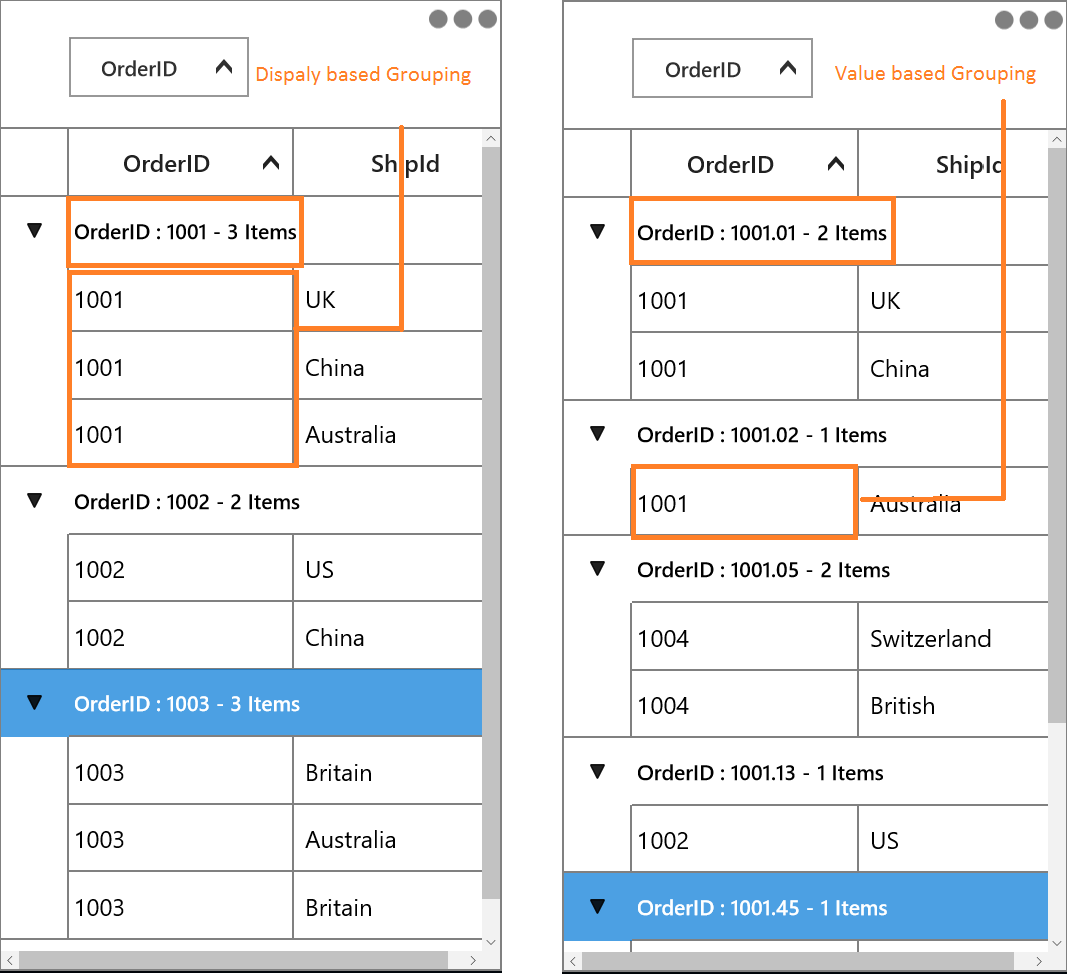 OrderID
Dispaly based Grouping
OrderID ShipId
OrderID : 1001 - 3 Items
1001 UK
1001 China
1001 Australia
OrderID : 1002 - 2 Items
1002 US
1002 China
OrderID : 1003 - 3 Items
1003 Britain
1003 Australia
1003 Britain
OrderID
Value based Grouping
OrderID ShipId
OrderID : 1001.01 - 2 Items
1001 UK
1001 China
OrderID : 1001.02 - 1 Items
1001 Australia
OrderID : 1001.05 - 2 Items
1004 Switzerland
1004 British
OrderID : 1001.13 - 1 Items
1002 US
OrderID : 1001.45 - 1 Items